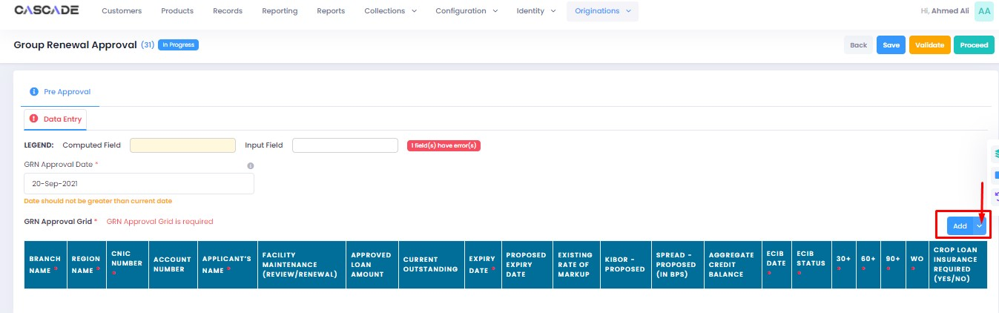 CASCADE Customers Products Records Reporting Reports Collections Configuration Identity Originations Hi, Ahmed Ali AA
Group Renewal Approval (31) In Progress Back Save Validate Proceed
Pre Approval
Data Entry
LEGEND: Computed Field Input Field 1 field(s) have error(s)
GRN Approval Date *
20-Sep-2021
Date should not be greater than current date
GRN Approval Grid * GRN Approval Grid is required Add
BRANCH NAME
REGION NAME
CNIC NUMBER
ACCOUNT NUMBER
APPLICANT'S NAME
FACILITY MAINTENANCE (REVIEW/RENEWAL)
APPROVED LOAN AMOUNT
CURRENT OUTSTANDING
EXPIRY DATE
PROPOSED EXPIRY DATE
EXISTING RATE OF MARKUP
KIBOR - PROPOSED
SPREAD - PROPOSED (IN BPS)
AGGREGATE CREDIT BALANCE
ECIB DATE
ECIB STATUS
30+
60+
90+
WO
CROP LOAN INSURANCE REQUIRED (YES/NO)